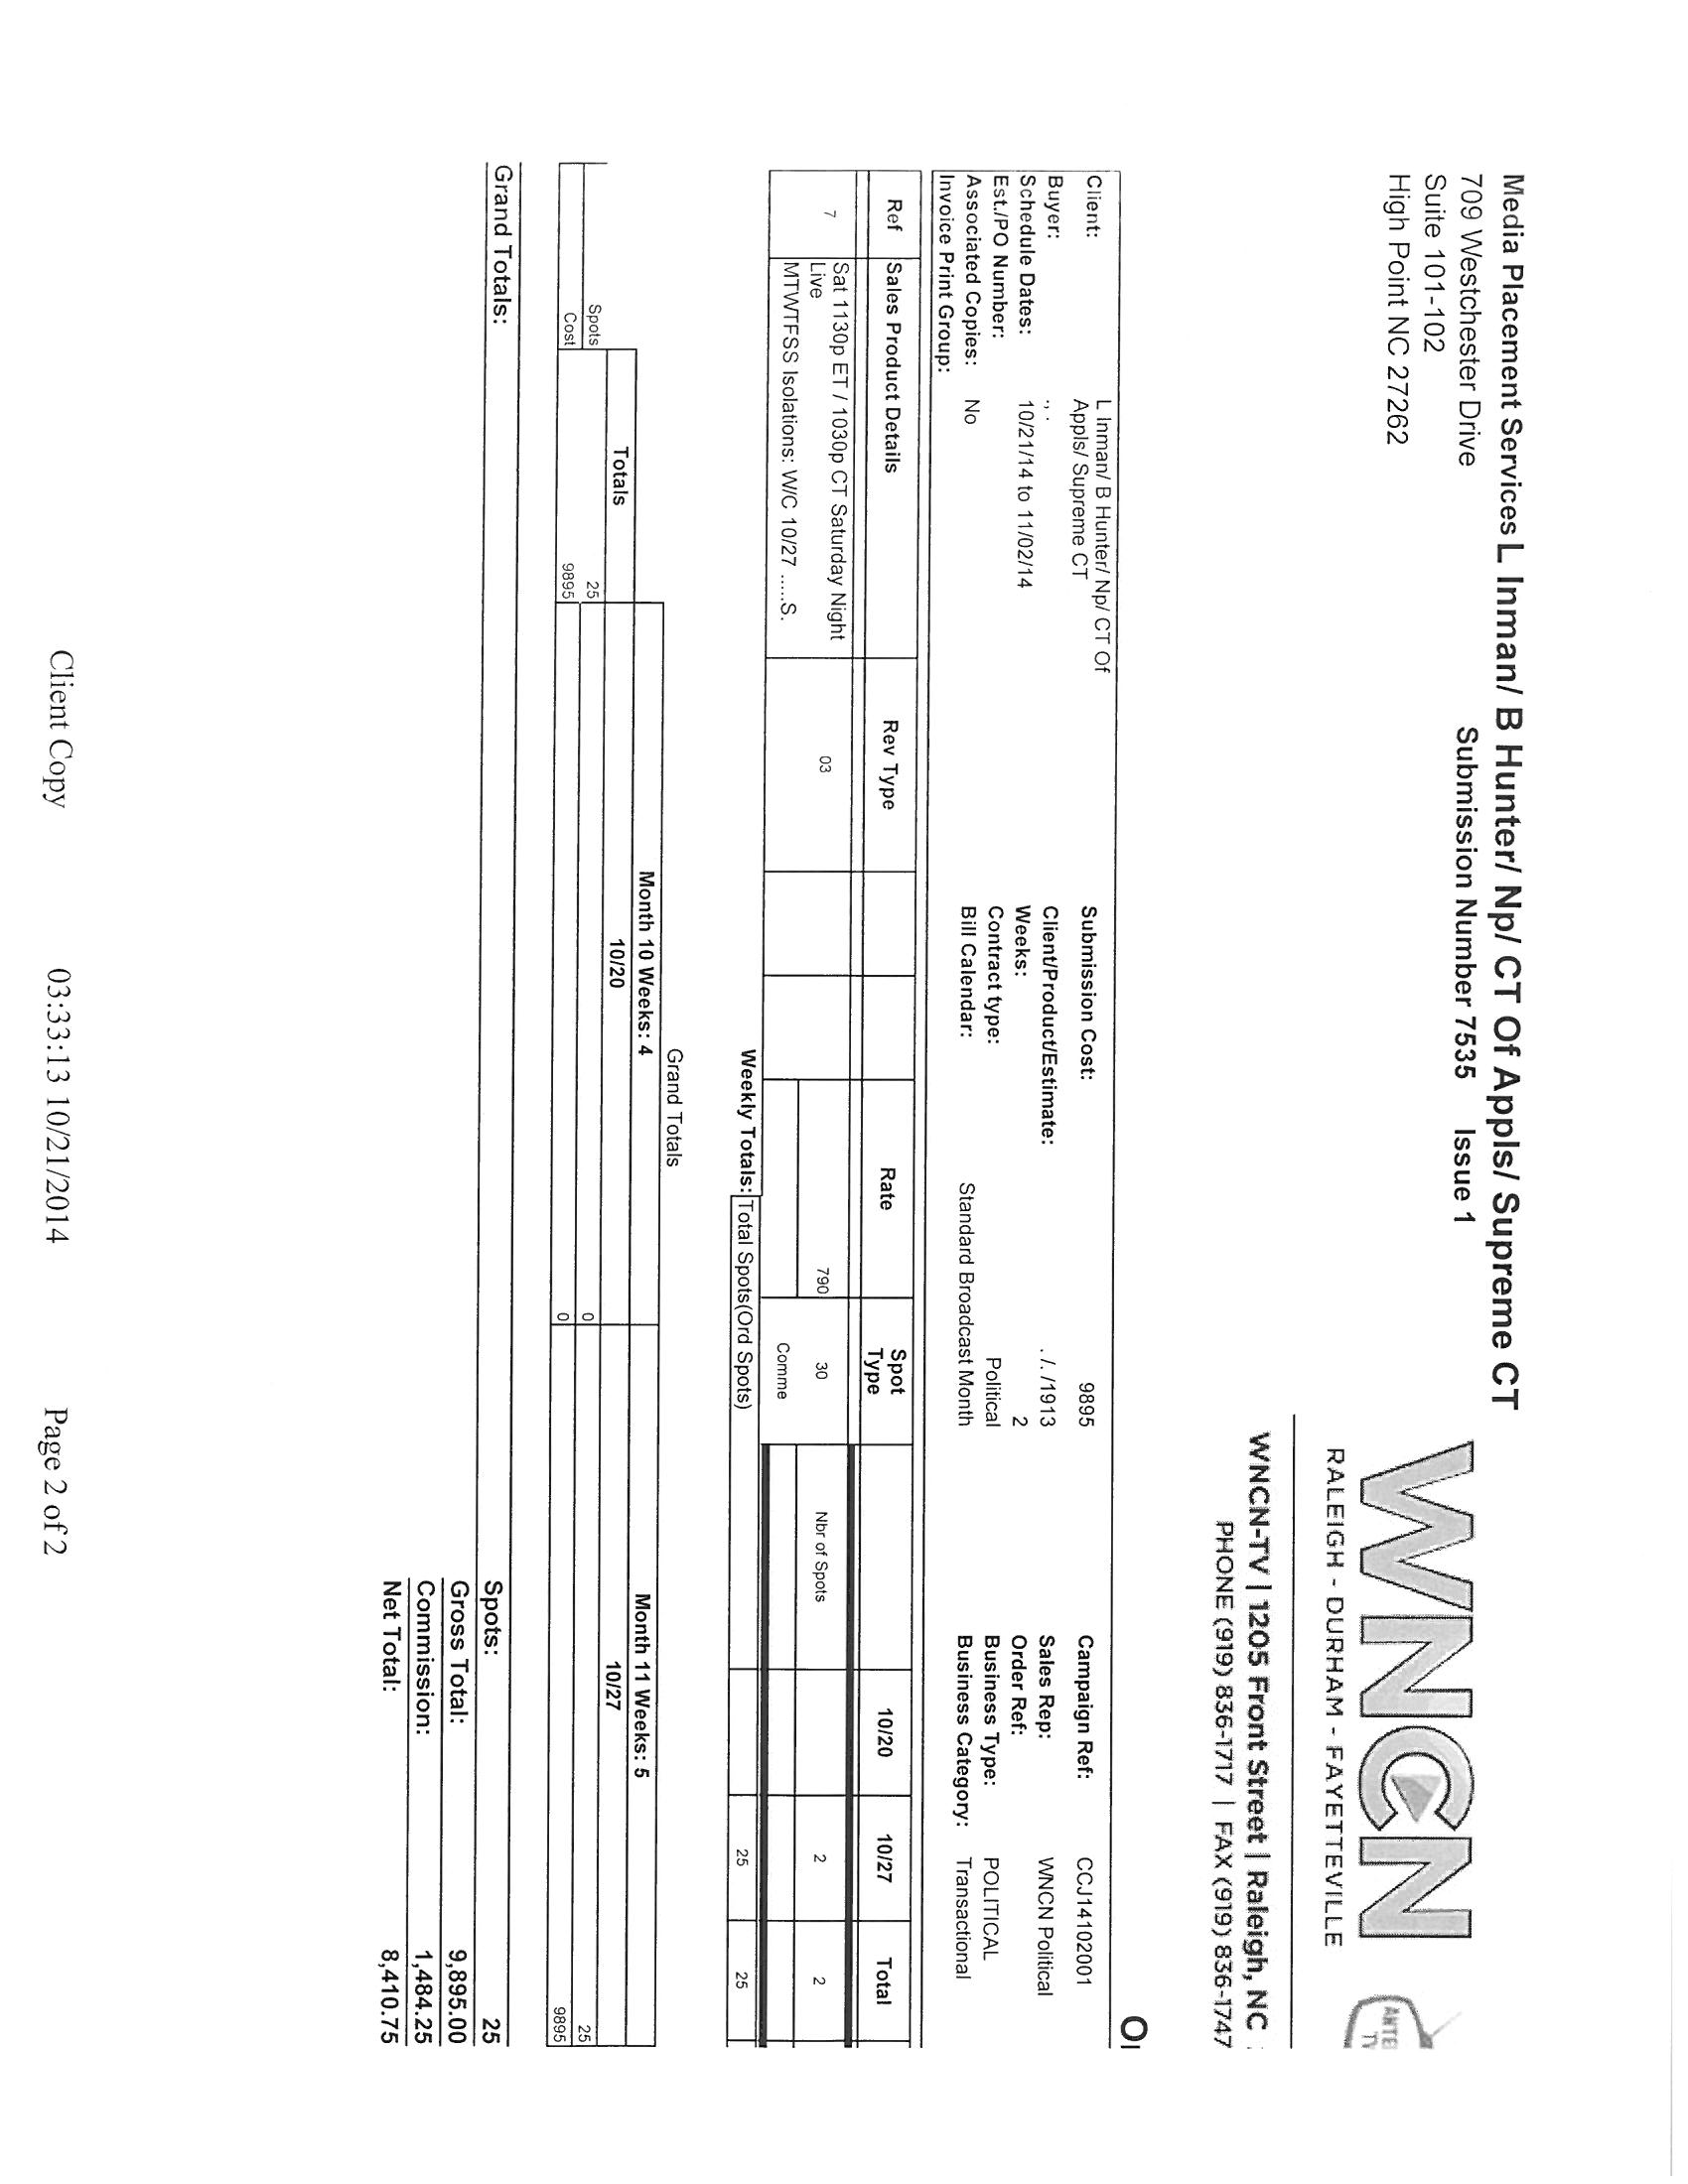 Media Placement Services L Inman/ B Hunter/ Np/ CT Of Appls/ Supreme CT
709 Westchester Drive
Submission Number 7535 Issue 1
Suite 101-102
High Point NC 27262
WNCN
RALEIGH - DURHAM - FAYETTEVILLE
WNCN-TV | 1205 Front Street | Raleigh, NC
PHONE (919) 836-1717 | FAX (919) 836-1747
Client: L Inman/ B Hunter/ Np/ CT Of
Appls/ Supreme CT
Submission Cost: 9895
Campaign Ref: CCJ14102001
Buyer: ., .
Client/Product/Estimate: . /. /1913
Sales Rep: WNCN Political
Schedule Dates: 10/21/14 to 11/02/14
Weeks: 2
Order Ref:
Est./PO Number:
Contract type: Political
Business Type: POLITICAL
Associated Copies: No
Bill Calendar: Standard Broadcast Month
Business Category: Transactional
Invoice Print Group:
Ref Sales Product Details Rev Type Rate Spot Type 10/20 10/27 Total
7 Sat 1130p ET / 1030p CT Saturday Night
Live
03 790 30 Nbr of Spots 2 2
MTWTFSS Isolations: W/C 10/27 .....S. Comme
Weekly Totals: Total Spots(Ord Spots) 25 25
Grand Totals
Month 10 Weeks: 4 Month 11 Weeks: 5
Totals 10/20 10/27
Spots 25 0 25
Cost 9895 0 9895
Grand Totals: Spots: 25
Gross Total: 9,895.00
Commission: 1,484.25
Net Total: 8,410.75
Client Copy 03:33:13 10/21/2014 Page 2 of 2